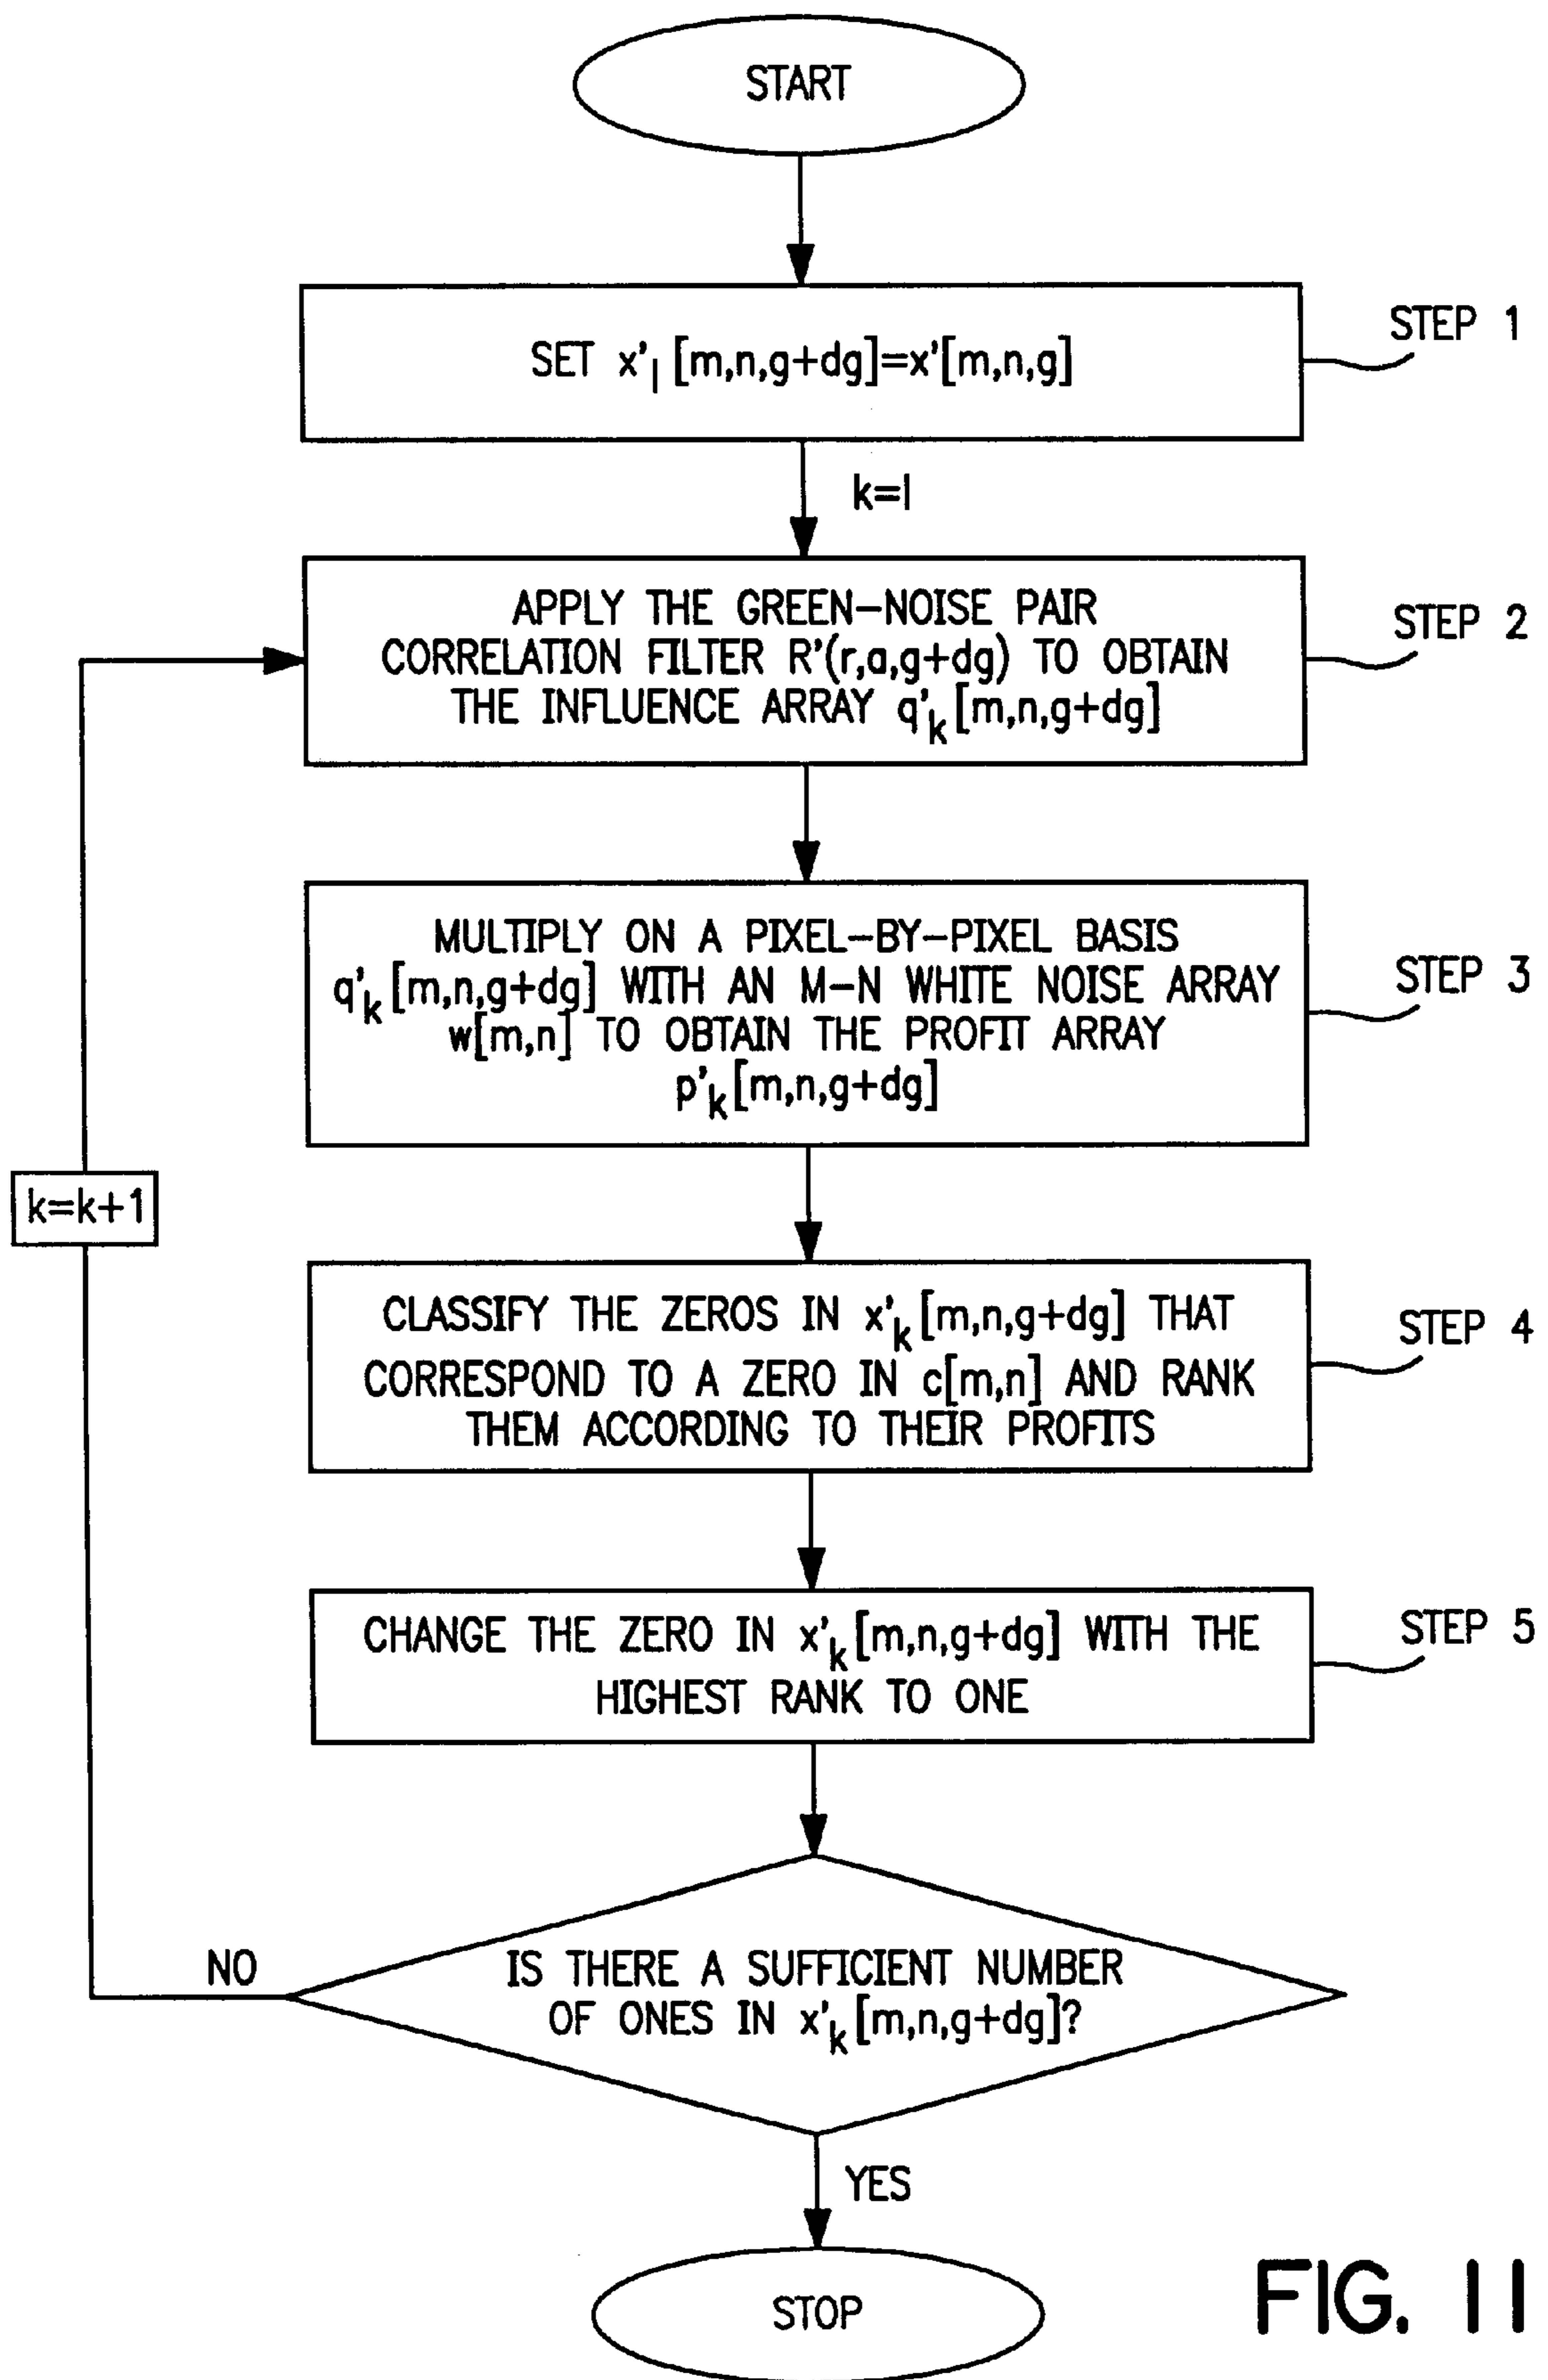 START
SET x'₁ [m,n,g+dg]=x'[m,n,g]
STEP 1
k=1
APPLY THE GREEN-NOISE PAIR
CORRELATION FILTER R'(r,a,g+dg) TO OBTAIN
THE INFLUENCE ARRAY q'ₖ[m,n,g+dg]
STEP 2
MULTIPLY ON A PIXEL-BY-PIXEL BASIS
q'ₖ[m,n,g+dg] WITH AN M-N WHITE NOISE ARRAY
w[m,n] TO OBTAIN THE PROFIT ARRAY
p'ₖ[m,n,g+dg]
STEP 3
k=k+1
CLASSIFY THE ZEROS IN x'ₖ[m,n,g+dg] THAT
CORRESPOND TO A ZERO IN c[m,n] AND RANK
THEM ACCORDING TO THEIR PROFITS
STEP 4
CHANGE THE ZERO IN x'ₖ[m,n,g+dg] WITH THE
HIGHEST RANK TO ONE
STEP 5
NO
IS THERE A SUFFICIENT NUMBER
OF ONES IN x'ₖ[m,n,g+dg]?
YES
STOP
FIG. 11